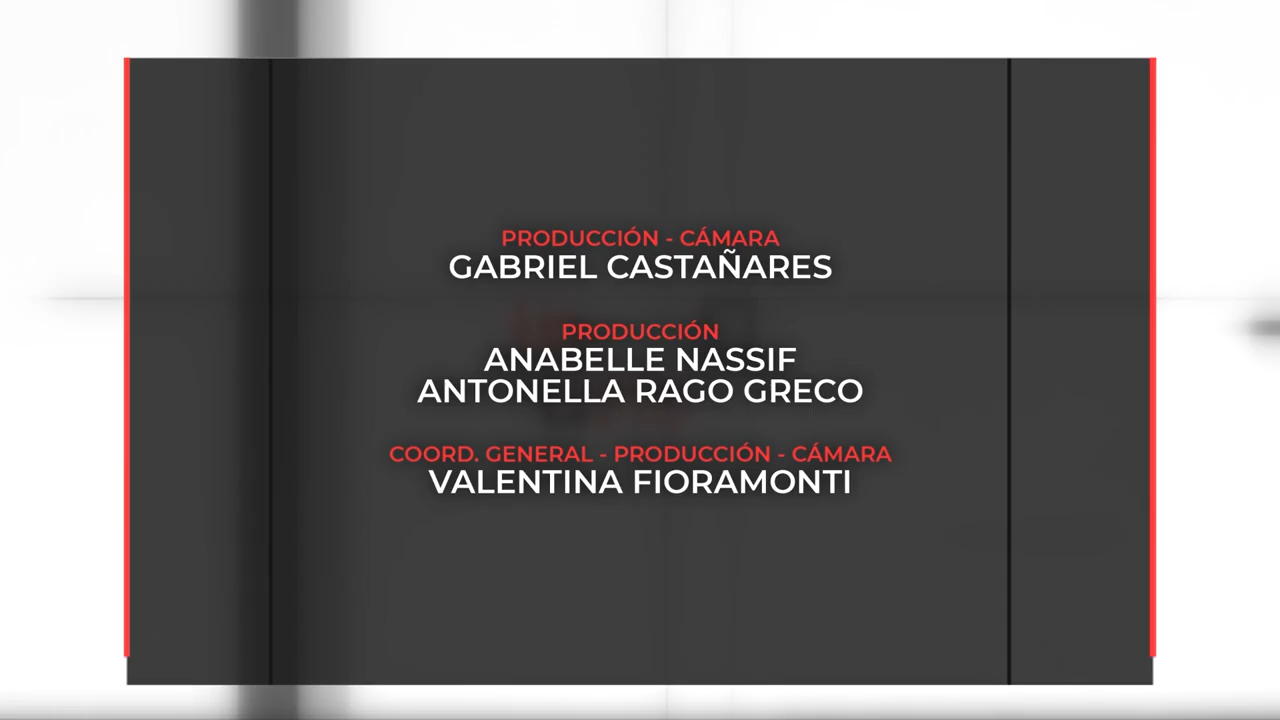 PRODUCCIÓN - CÁMARA
GABRIEL CASTAÑARES
PRODUCCIÓN
ANABELLE NASSIF
ANTONELLA RAGO GRECO
COORD. GENERAL - PRODUCCIÓN - CÁMARA
VALENTINA FIORAMONTI